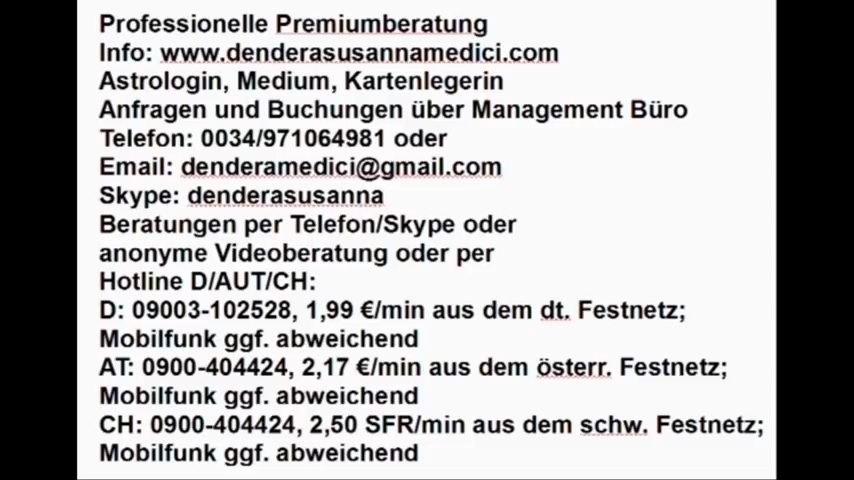 Professionelle Premiumberatung
Info: www.denderasusannamedici.com
Astrologin, Medium, Kartenlegerin
Anfragen und Buchungen über Management Büro
Telefon: 0034/971064981 oder
Email: denderamedici@gmail.com
Skype: denderasusanna
Beratungen per Telefon/Skype oder
anonyme Videoberatung oder per
Hotline D/AUT/CH:
D: 09003-102528, 1,99 €/min aus dem dt. Festnetz;
Mobilfunk ggf. abweichend
AT: 0900-404424, 2,17 €/min aus dem österr. Festnetz;
Mobilfunk ggf. abweichend
CH: 0900-404424, 2,50 SFR/min aus dem schw. Festnetz;
Mobilfunk ggf. abweichend